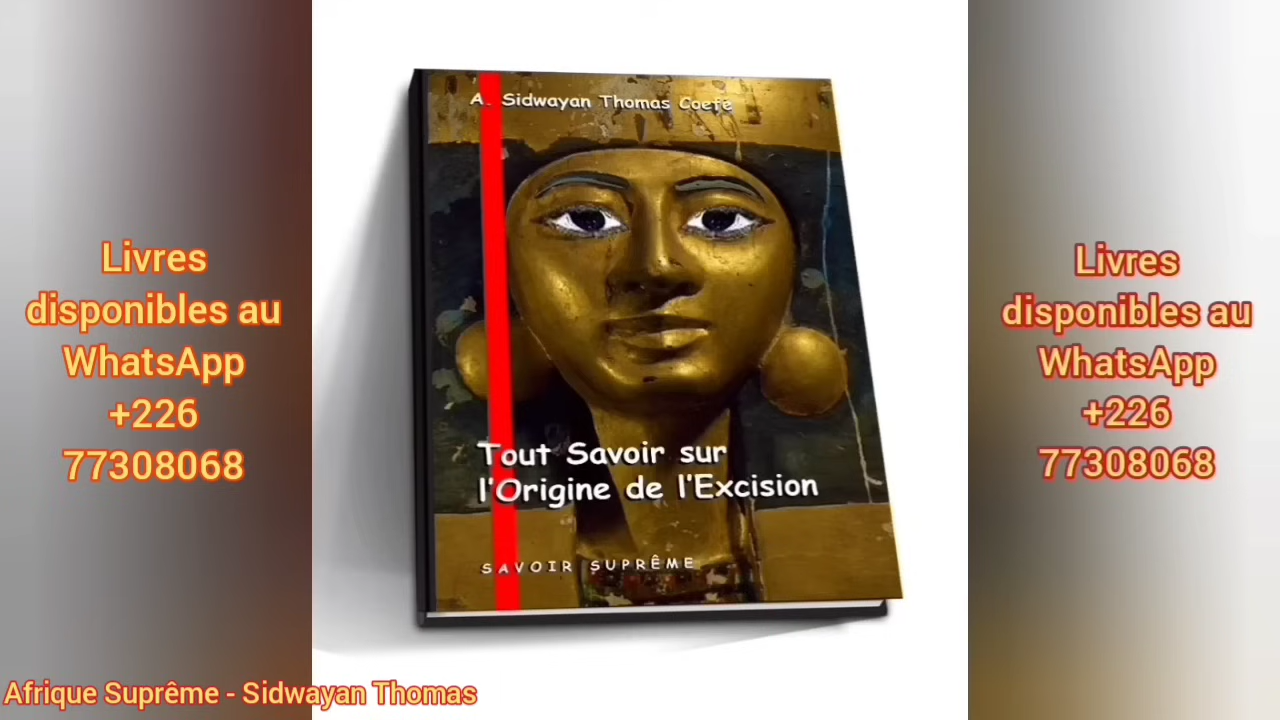 Livres
disponibles au
WhatsApp
+226
77308068
A. Sidwayan Thomas Coefé
Tout Savoir sur
l'Origine de l'Excision
SAVOIR SUPRÊME
Livres
disponibles au
WhatsApp
+226
77308068
Afrique Suprême - Sidwayan Thomas